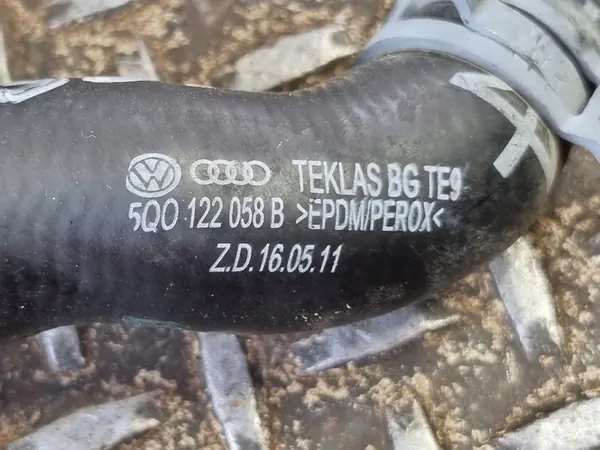 TEKLAS BG TE9
5Q0 122 058 B >EPDM/PEROX<
Z.D.16.05.11